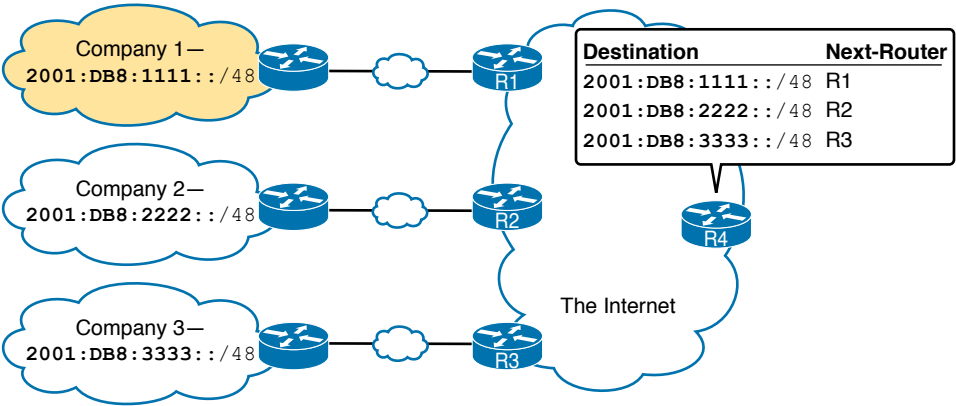 Company 1—
2001:DB8:1111::/48
R1
Destination Next-Router
2001:DB8:1111::/48 R1
2001:DB8:2222::/48 R2
2001:DB8:3333::/48 R3
Company 2—
2001:DB8:2222::/48
R2
R4
The Internet
Company 3—
2001:DB8:3333::/48
R3